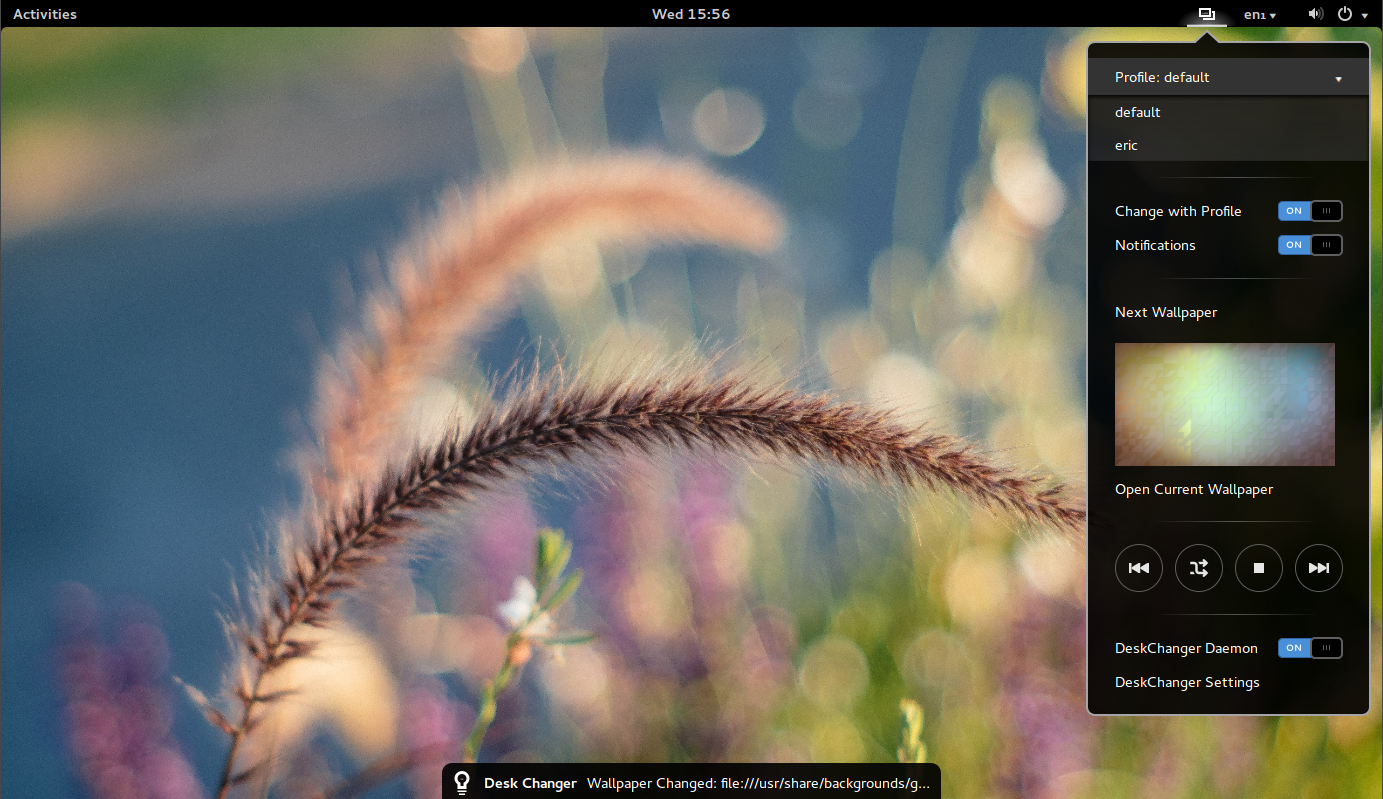 Activities
Wed 15:56
en₁
Profile: default
default
eric
Change with Profile ON
Notifications ON
Next Wallpaper
Open Current Wallpaper
DeskChanger Daemon ON
DeskChanger Settings
Desk Changer Wallpaper Changed: file:///usr/share/backgrounds/g...